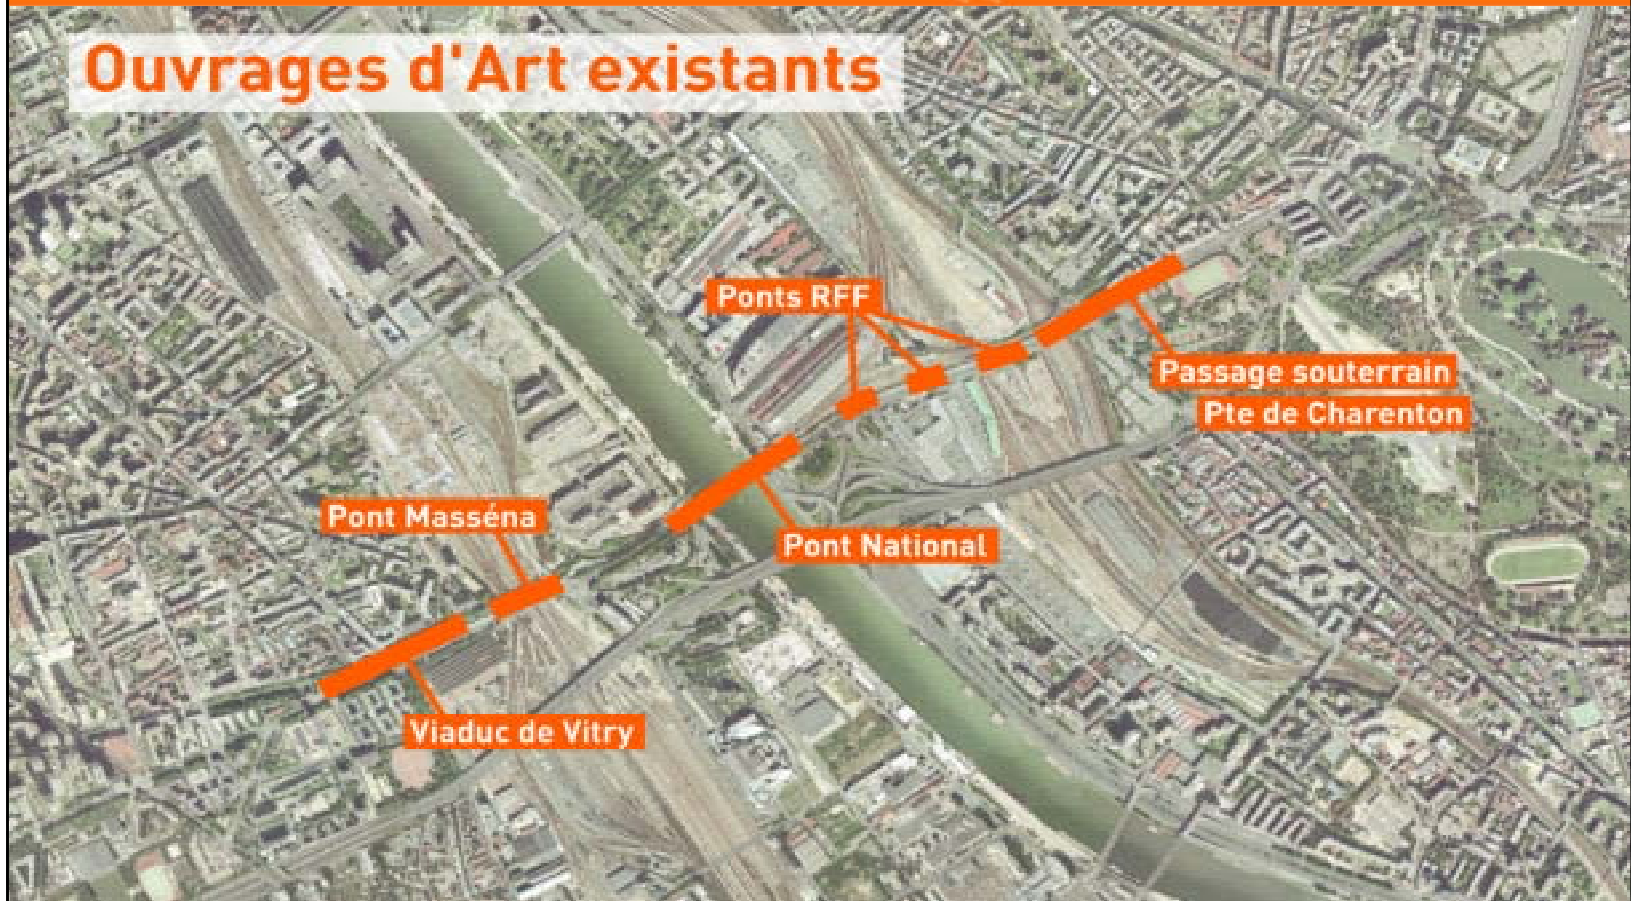 Ouvrages d'Art existants
Ponts RFF
Passage souterrain
Pte de Charenton
Pont Masséna
Pont National
Viaduc de Vitry